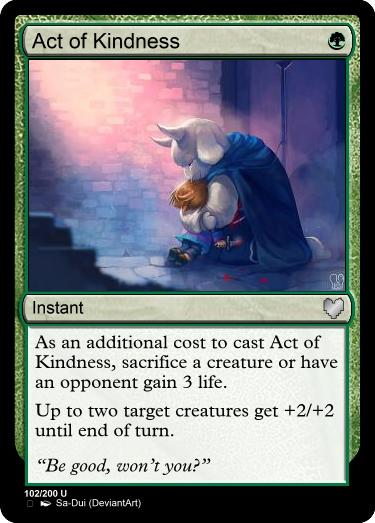 Act of Kindness
Instant
As an additional cost to cast Act of
Kindness, sacrifice a creature or have
an opponent gain 3 life.
Up to two target creatures get +2/+2
until end of turn.
“Be good, won’t you?”
102/200 U
Sa-Dui (DeviantArt)